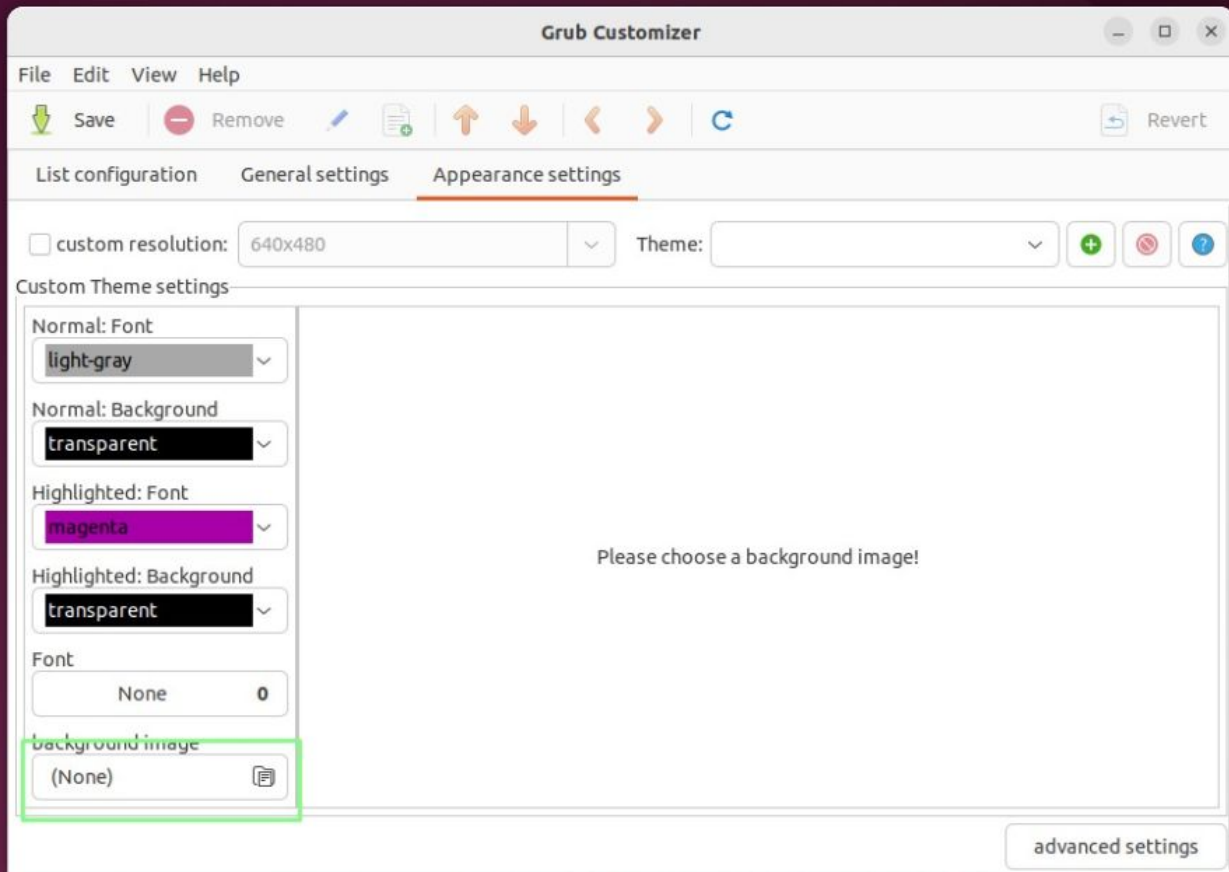 Grub Customizer
File Edit View Help
Save Remove Revert
List configuration General settings Appearance settings
custom resolution: 640x480 Theme:
Custom Theme settings
Normal: Font
light-gray
Normal: Background
transparent
Highlighted: Font
magenta
Highlighted: Background
transparent
Font
None 0
background image
(None)
Please choose a background image!
advanced settings